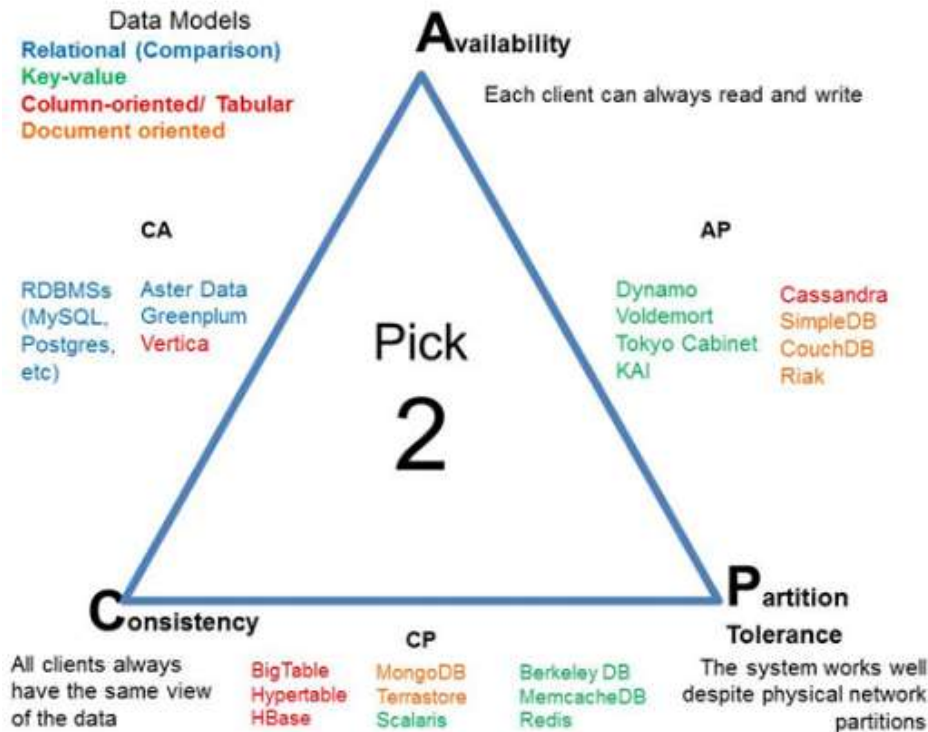 Data Models
Relational (Comparison)
Key-value
Column-oriented/ Tabular
Document oriented
Availability
Each client can always read and write
CA
RDBMSs
(MySQL,
Postgres,
etc)
Aster Data
Greenplum
Vertica
AP
Dynamo
Voldemort
Tokyo Cabinet
KAI
Cassandra
SimpleDB
CouchDB
Riak
Pick
2
Consistency
All clients always
have the same view
of the data
CP
BigTable
Hypertable
HBase
MongoDB
Terrastore
Scalaris
Berkeley DB
MemcacheDB
Redis
Partition
Tolerance
The system works well
despite physical network
partitions